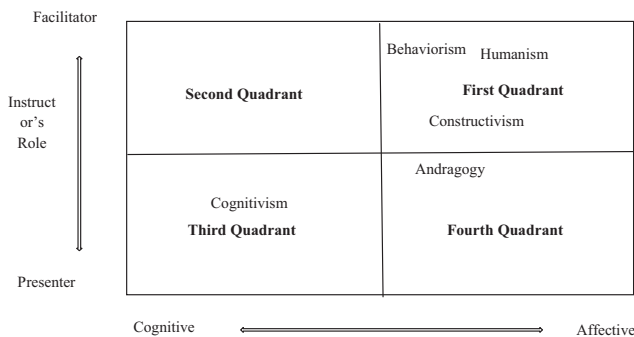 Facilitator
Behaviorism
Humanism
Second Quadrant
First Quadrant
Instruct
or's
Role
Constructivism
Andragogy
Cognitivism
Third Quadrant
Fourth Quadrant
Presenter
Cognitive
Affective